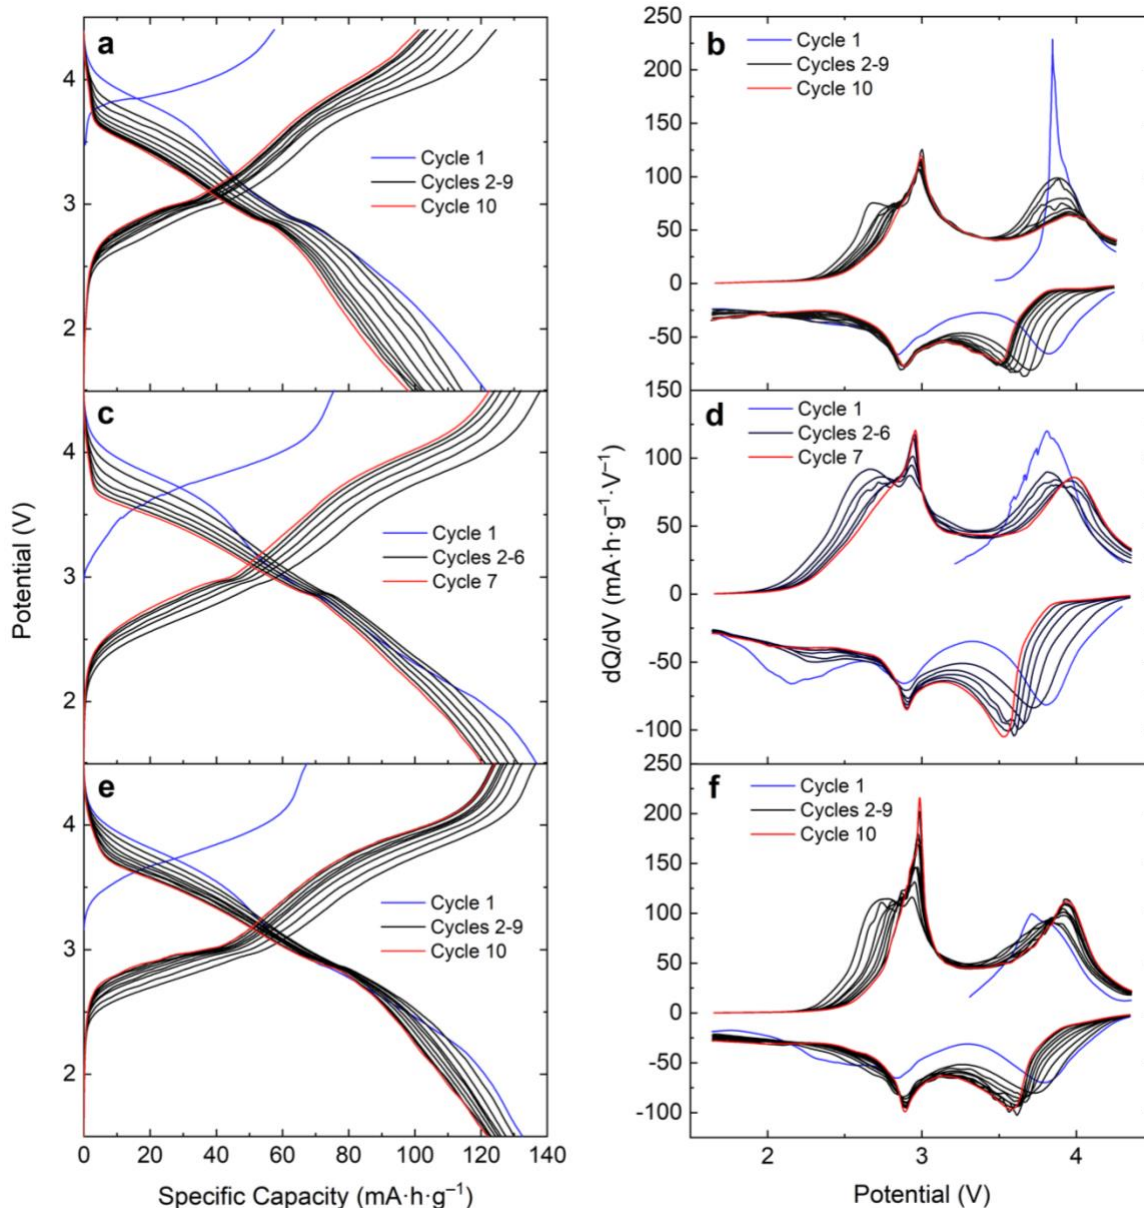 a
4
3
2
Cycle 1
Cycles 2-9
Cycle 10
b
250
200
150
100
50
0
-50
150
Cycle 1
Cycles 2-9
Cycle 10
c
4
3
2
Cycle 1
Cycles 2-6
Cycle 7
d
100
50
0
-50
-100
250
Cycle 1
Cycles 2-6
Cycle 7
e
4
3
2
Cycle 1
Cycles 2-9
Cycle 10
f
200
150
100
50
0
-50
-100
Cycle 1
Cycles 2-9
Cycle 10
Potential (V)
dQ/dV (mA·h·g⁻¹·V⁻¹)
0 20 40 60 80 100 120 140
2 3 4
Specific Capacity (mA·h·g⁻¹)
Potential (V)